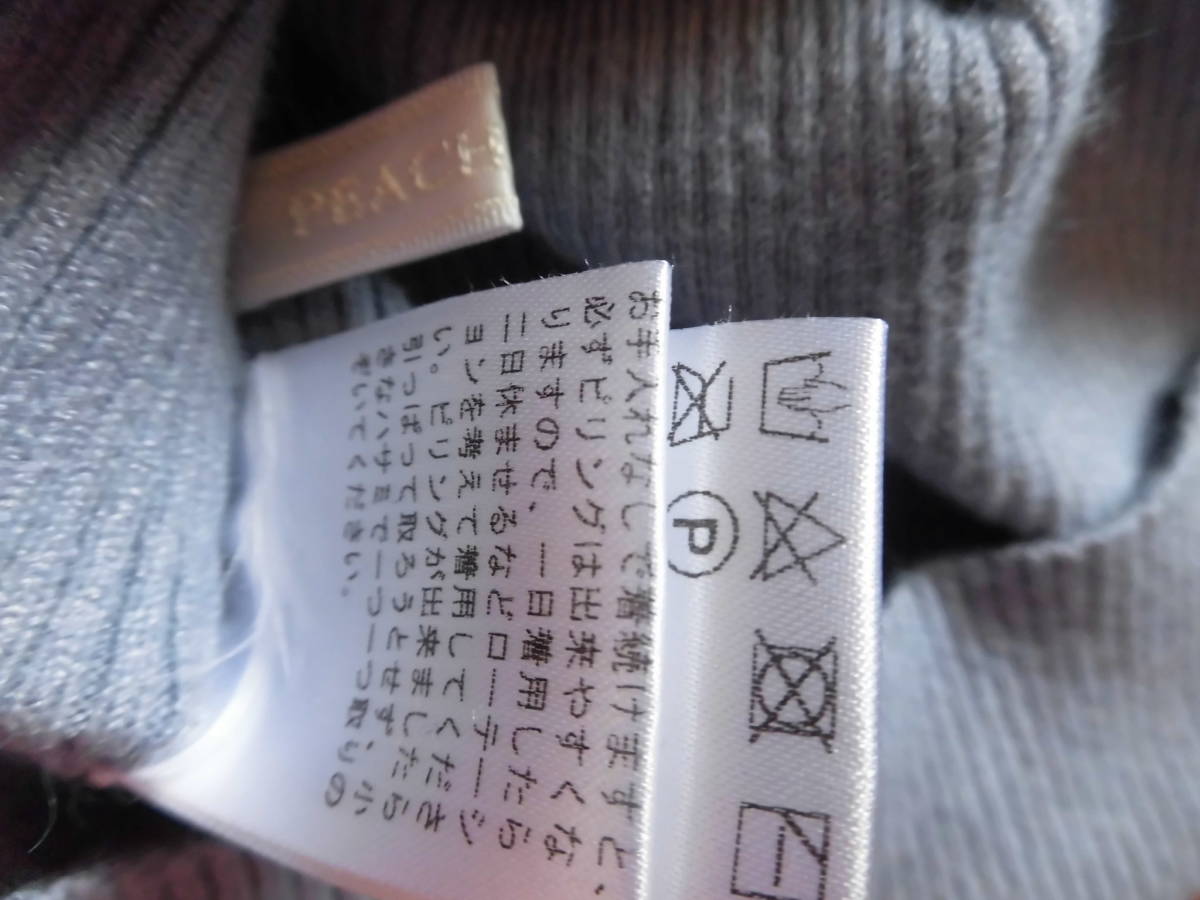 PEACH
お手入れなしで着続けますと、
必ずピリングは出来やすくな
りますので、一日着用したら
二日休ませるなどローテーシ
ョンを考えて着用してくださ
い。ピリングが出来ましたら
引っぱって取ろうとせず、小
さなハサミで一つ一つ取りの
ぞいてください。
P